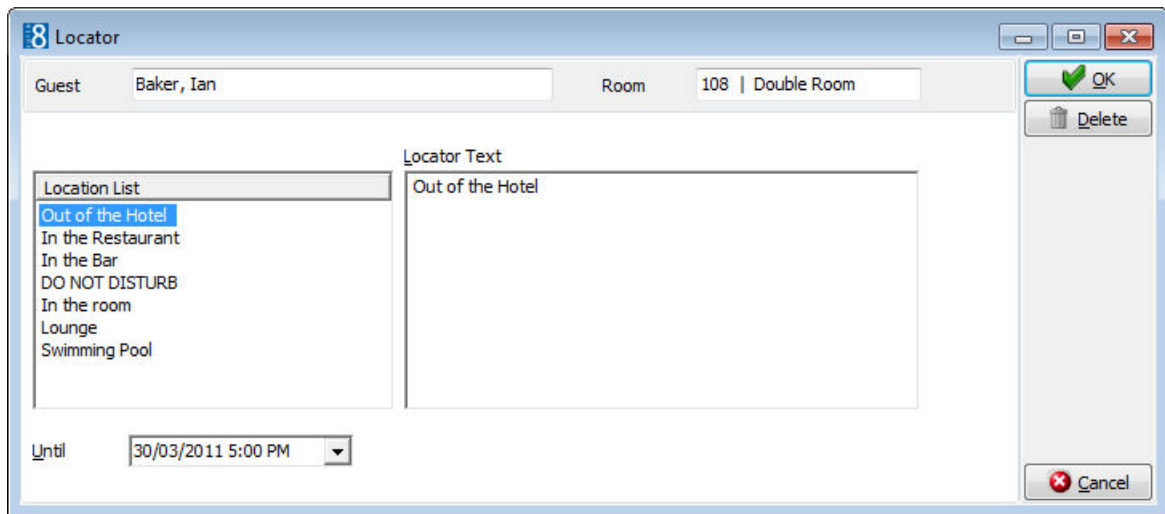 8 Locator
Guest Baker, Ian Room 108 | Double Room
OK
Delete
Locator Text
Location List
Out of the Hotel
Out of the Hotel
In the Restaurant
In the Bar
DO NOT DISTURB
In the room
Lounge
Swimming Pool
Until 30/03/2011 5:00 PM
Cancel